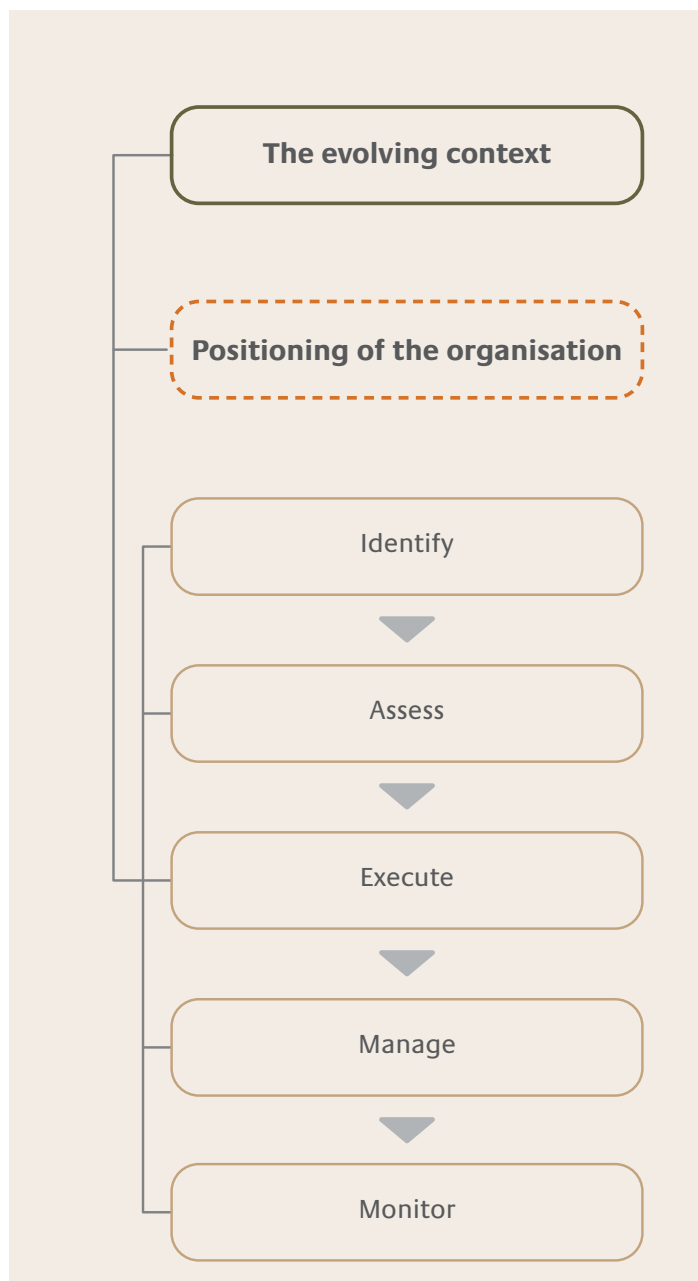 The evolving context
Positioning of the organisation
Identify
Assess
Execute
Manage
Monitor